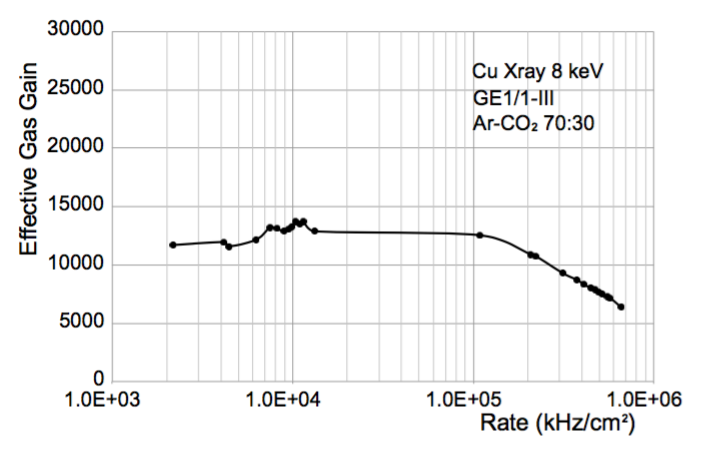 30000
25000
20000
15000
10000
5000
0
Effective Gas Gain
Cu Xray 8 keV
GE1/1-III
Ar-CO₂ 70:30
1.0E+03 1.0E+04 1.0E+05 1.0E+06
Rate (kHz/cm²)